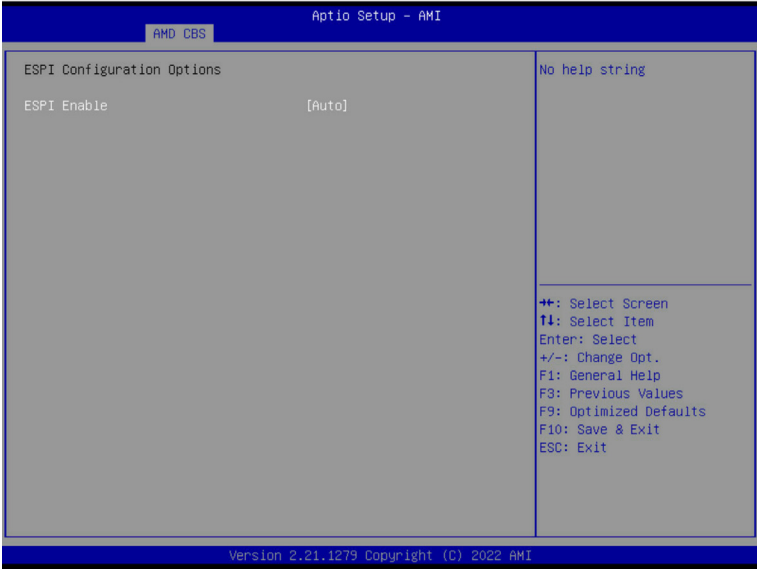 Aptio Setup – AMI
AMD CBS
ESPI Configuration Options
ESPI Enable [Auto]
No help string
→←: Select Screen
↑↓: Select Item
Enter: Select
+/-: Change Opt.
F1: General Help
F3: Previous Values
F9: Optimized Defaults
F10: Save & Exit
ESC: Exit
Version 2.21.1279 Copyright (C) 2022 AMI